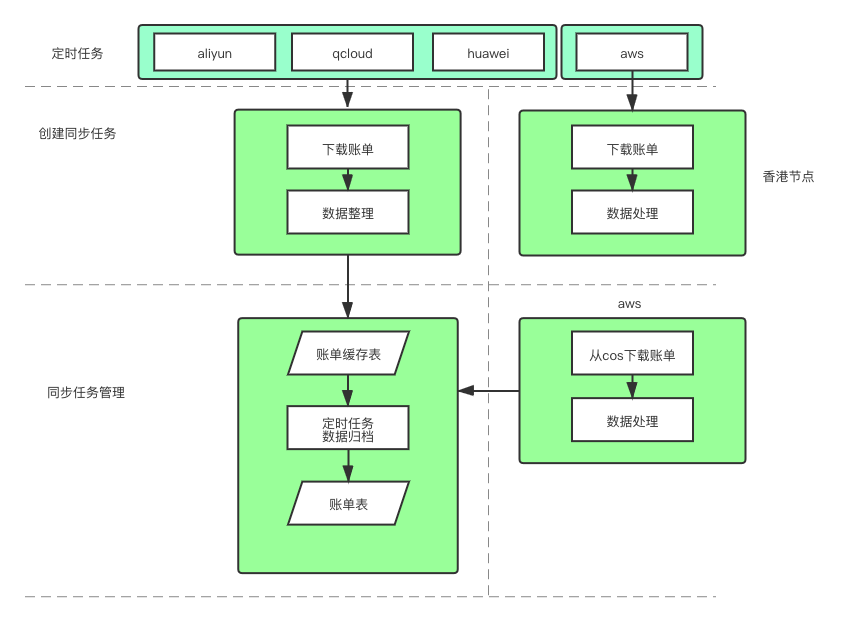 定时任务
aliyun
qcloud
huawei
aws
创建同步任务
下载账单
数据整理
下载账单
数据处理
香港节点
aws
同步任务管理
账单缓存表
定时任务
数据归档
账单表
从cos下载账单
数据处理